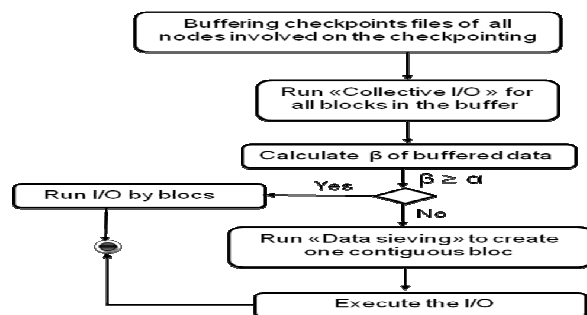 Buffering checkpoints files of all
nodes involved on the checkpointing
Run «Collective I/O» for
all blocks in the buffer
Calculate β of buffered data
β ≥ α
Yes
Run I/O by blocs
No
Run «Data sieving» to create
one contiguous bloc
Execute the I/O